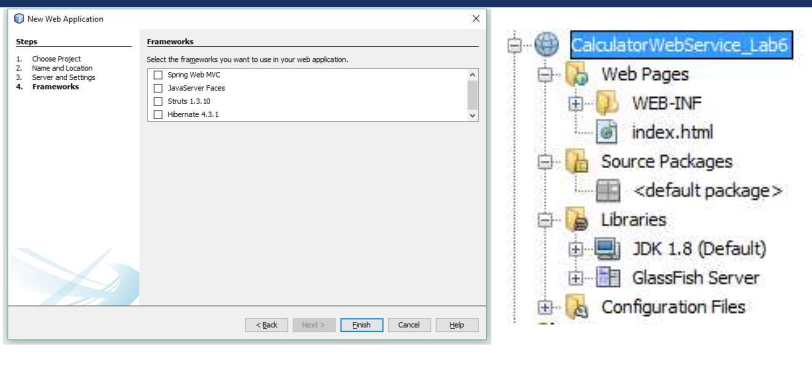 New Web Application
Steps
1. Choose Project
2. Name and Location
3. Server and Settings
4. Frameworks
Frameworks
Select the frameworks you want to use in your web application.
Spring Web MVC
JavaServer Faces
Struts 1.3.10
Hibernate 4.3.1
< Back Next > Finish Cancel Help
CalculatorWebService_Lab6
Web Pages
WEB-INF
index.html
Source Packages
<default package>
Libraries
JDK 1.8 (Default)
GlassFish Server
Configuration Files